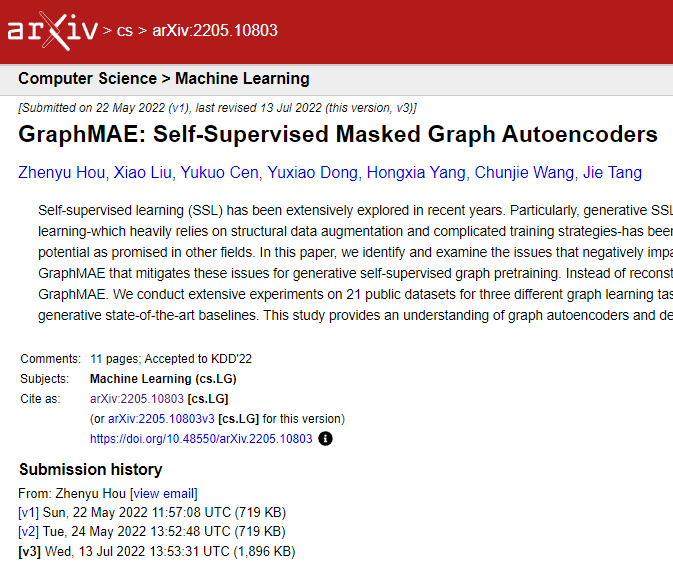 arXiv > cs > arXiv:2205.10803
Computer Science > Machine Learning
[Submitted on 22 May 2022 (v1), last revised 13 Jul 2022 (this version, v3)]
GraphMAE: Self-Supervised Masked Graph Autoencoders
Zhenyu Hou, Xiao Liu, Yukuo Cen, Yuxiao Dong, Hongxia Yang, Chunjie Wang, Jie Tang
Self-supervised learning (SSL) has been extensively explored in recent years. Particularly, generative SSL
learning-which heavily relies on structural data augmentation and complicated training strategies-has been
potential as promised in other fields. In this paper, we identify and examine the issues that negatively impa
GraphMAE that mitigates these issues for generative self-supervised graph pretraining. Instead of reconst
GraphMAE. We conduct extensive experiments on 21 public datasets for three different graph learning tas
generative state-of-the-art baselines. This study provides an understanding of graph autoencoders and de
Comments: 11 pages; Accepted to KDD'22
Subjects: Machine Learning (cs.LG)
Cite as: arXiv:2205.10803 [cs.LG]
(or arXiv:2205.10803v3 [cs.LG] for this version)
https://doi.org/10.48550/arXiv.2205.10803
Submission history
From: Zhenyu Hou [view email]
[v1] Sun, 22 May 2022 11:57:08 UTC (719 KB)
[v2] Tue, 24 May 2022 13:52:48 UTC (719 KB)
[v3] Wed, 13 Jul 2022 13:53:31 UTC (1,896 KB)